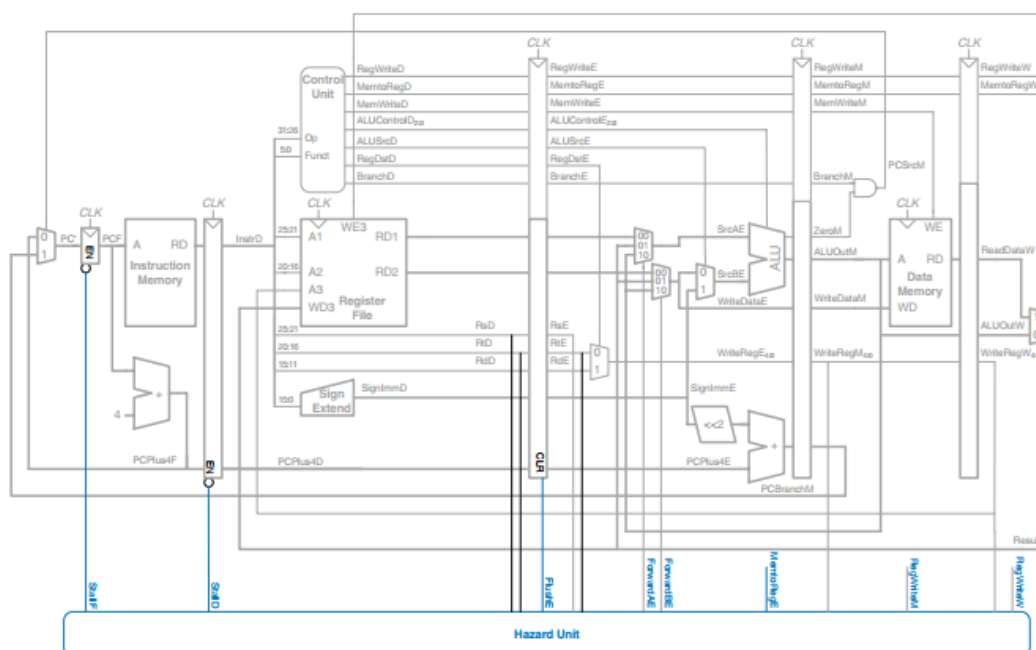 CLK
CLK
CLK
Control
Unit
RegWriteD
MemtoRegD
MemWriteD
ALUControlD2:0
ALUSrcD
RegDstD
BranchD
31:26
Op
5:0
Funct
RegWriteE
MemtoRegE
MemWriteE
ALUControlE2:0
ALUSrcE
RegDstE
BranchE
RegWriteM
MemtoRegM
MemWriteM
BranchM
PCSrcM
RegWriteW
MemtoRegW
CLK
CLK
CLK
CLK
0
1
PC'
EN
PCF
A
RD
Instruction
Memory
InstrD
25:21
A1
WE3
RD1
20:16
A2
RD2
A3
WD3
Register
File
00
01
10
00
01
10
SrcAE
0
1
SrcBE
ALU
WriteDataE
ZeroM
ALUOutM
WriteDataM
WE
A
RD
Data
Memory
WD
ReadDataW
ALUOutW
25:21
RsD
RsE
20:16
RtD
RtE
15:11
RdD
RdE
0
1
WriteRegE4:0
WriteRegM4:0
WriteRegW4:
15:0
Sign
Extend
SignImmD
SignImmE
4
+
<<2
+
PCPlus4F
EN
PCPlus4D
CLR
PCPlus4E
PCBranchM
Resu
StallF
StallD
FlushE
ForwardAE
ForwardBE
MemtoRegE
RegWriteM
RegWriteW
Hazard Unit